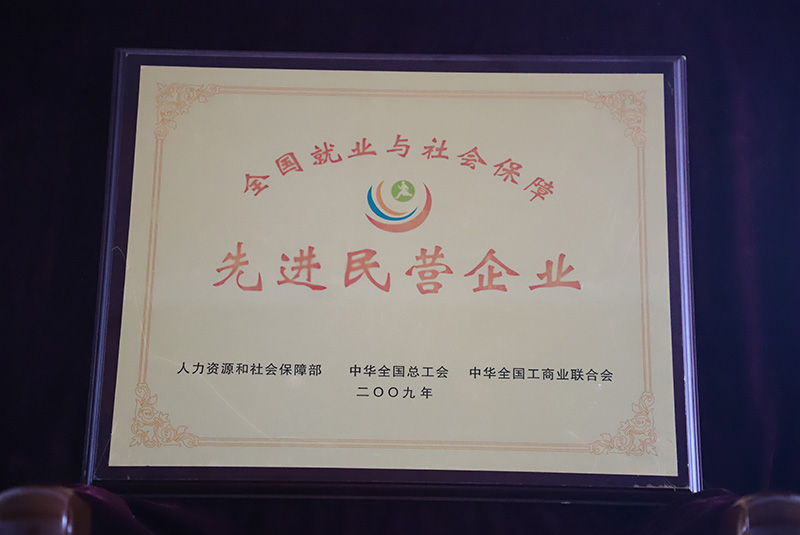 全国就业与社会保障
先进民营企业
人力资源和社会保障部 中华全国总工会 中华全国工商业联合会
二〇〇九年